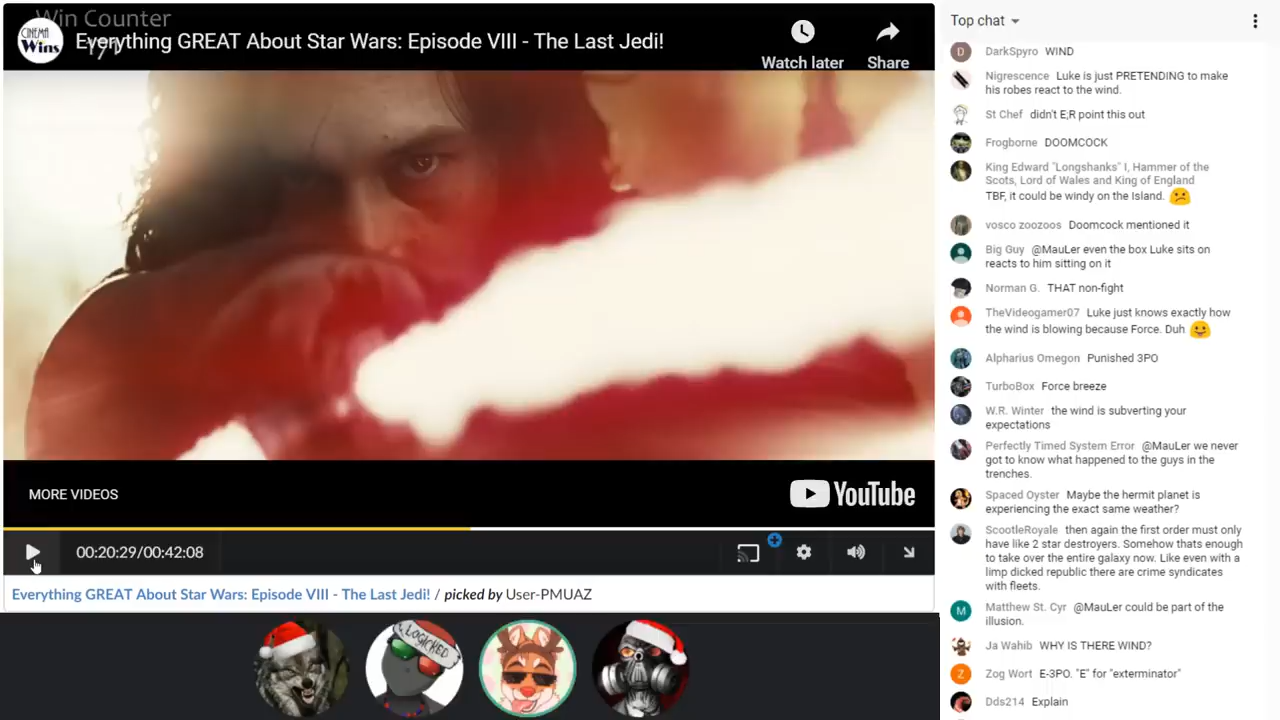 Win Counter
CINEMA
Wins
Everything GREAT About Star Wars: Episode VIII - The Last Jedi!
Watch later
Share
MORE VIDEOS
YouTube
00:20:29/00:42:08
Everything GREAT About Star Wars: Episode VIII - The Last Jedi! / picked by User-PMUAZ
LOGICKED
Top chat
D DarkSpyro WIND
Nigrescence Luke is just PRETENDING to make
his robes react to the wind.
St Chef didn't E;R point this out
Frogborne DOOMCOCK
King Edward "Longshanks" I, Hammer of the
Scots, Lord of Wales and King of England
TBF, it could be windy on the Island. 😕
vosco zoozoos Doomcock mentioned it
Big Guy @MauLer even the box Luke sits on
reacts to him sitting on it
Norman G. THAT non-fight
TheVideogamer07 Luke just knows exactly how
the wind is blowing because Force. Duh 😛
Alpharius Omegon Punished 3PO
TurboBox Force breeze
W.R. Winter the wind is subverting your
expectations
Perfectly Timed System Error @MauLer we never
got to know what happened to the guys in the
trenches.
Spaced Oyster Maybe the hermit planet is
experiencing the exact same weather?
ScootleRoyale then again the first order must only
have like 2 star destroyers. Somehow thats enough
to take over the entire galaxy now. Like even with a
limp dicked republic there are crime syndicates
with fleets.
M Matthew St. Cyr @MauLer could be part of the
illusion.
Ja Wahib WHY IS THERE WIND?
Z Zog Wort E-3PO. "E" for "exterminator"
Dds214 Explain